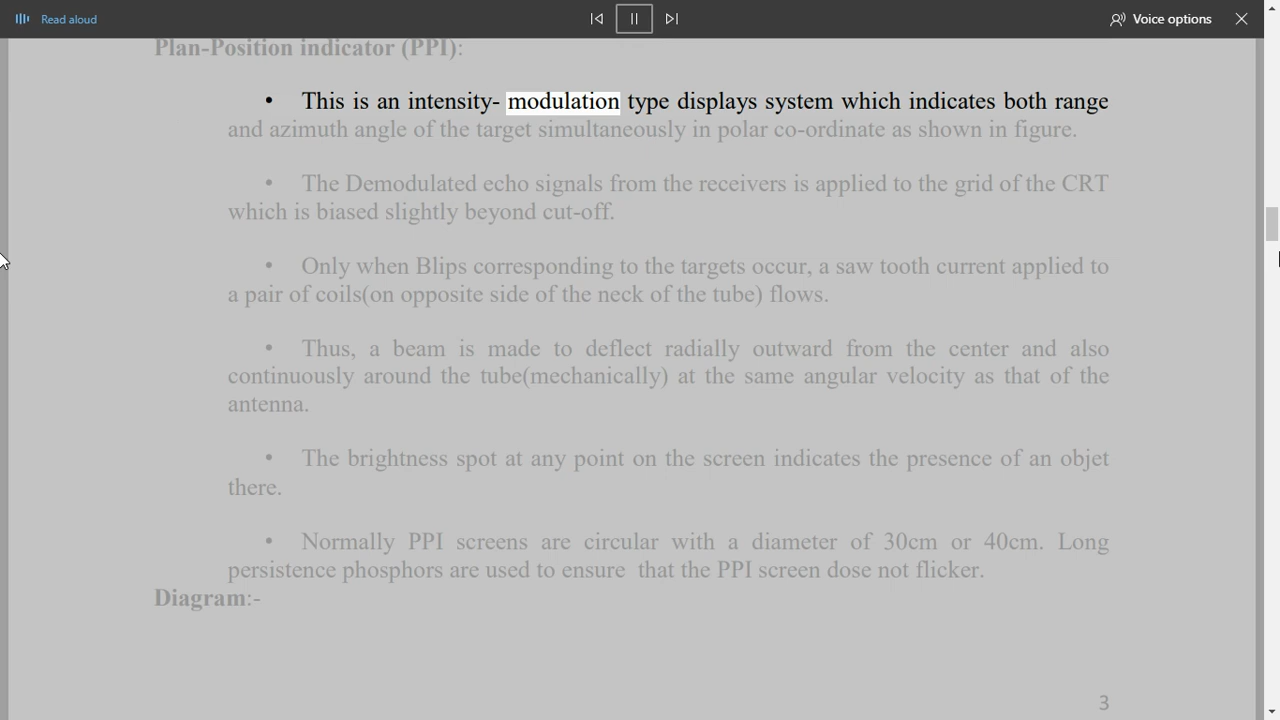 Read aloud
Voice options
Plan-Position indicator (PPI):
• This is an intensity- modulation type displays system which indicates both range
and azimuth angle of the target simultaneously in polar co-ordinate as shown in figure.
• The Demodulated echo signals from the receivers is applied to the grid of the CRT
which is biased slightly beyond cut-off.
• Only when Blips corresponding to the targets occur, a saw tooth current applied to
a pair of coils(on opposite side of the neck of the tube) flows.
• Thus, a beam is made to deflect radially outward from the center and also
continuously around the tube(mechanically) at the same angular velocity as that of the
antenna.
• The brightness spot at any point on the screen indicates the presence of an objet
there.
• Normally PPI screens are circular with a diameter of 30cm or 40cm. Long
persistence phosphors are used to ensure that the PPI screen dose not flicker.
Diagram:-
3